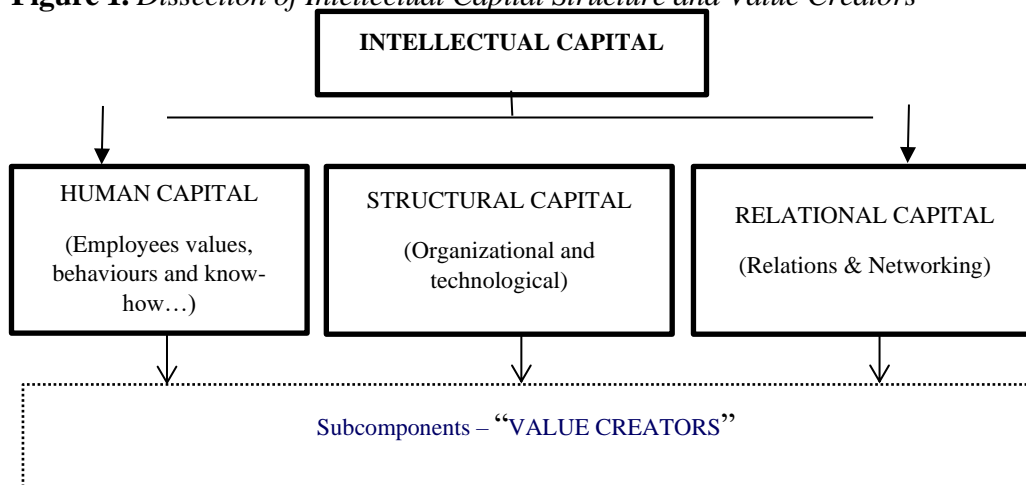 Figure 1. Dissection of Intellectual Capital Structure and Value Creators
INTELLECTUAL CAPITAL
HUMAN CAPITAL
(Employees values,
behaviours and know-
how…)
STRUCTURAL CAPITAL
(Organizational and
technological)
RELATIONAL CAPITAL
(Relations & Networking)
Subcomponents – “VALUE CREATORS”